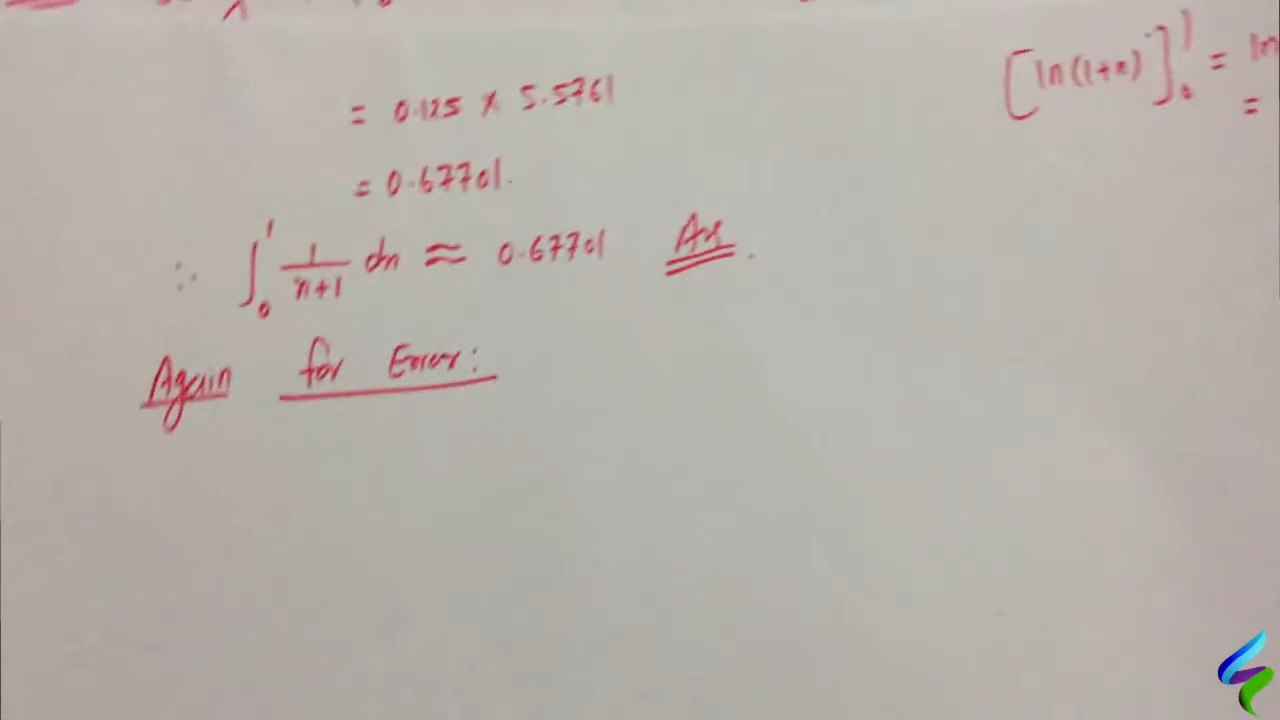 = 0.125 × 5.5761
= 0.67701.
∴ ∫₀¹ 1/(x+1) dx ≈ 0.67701 Ans.
Again for Error:
[ln(1+x)]₀¹ = ln
=